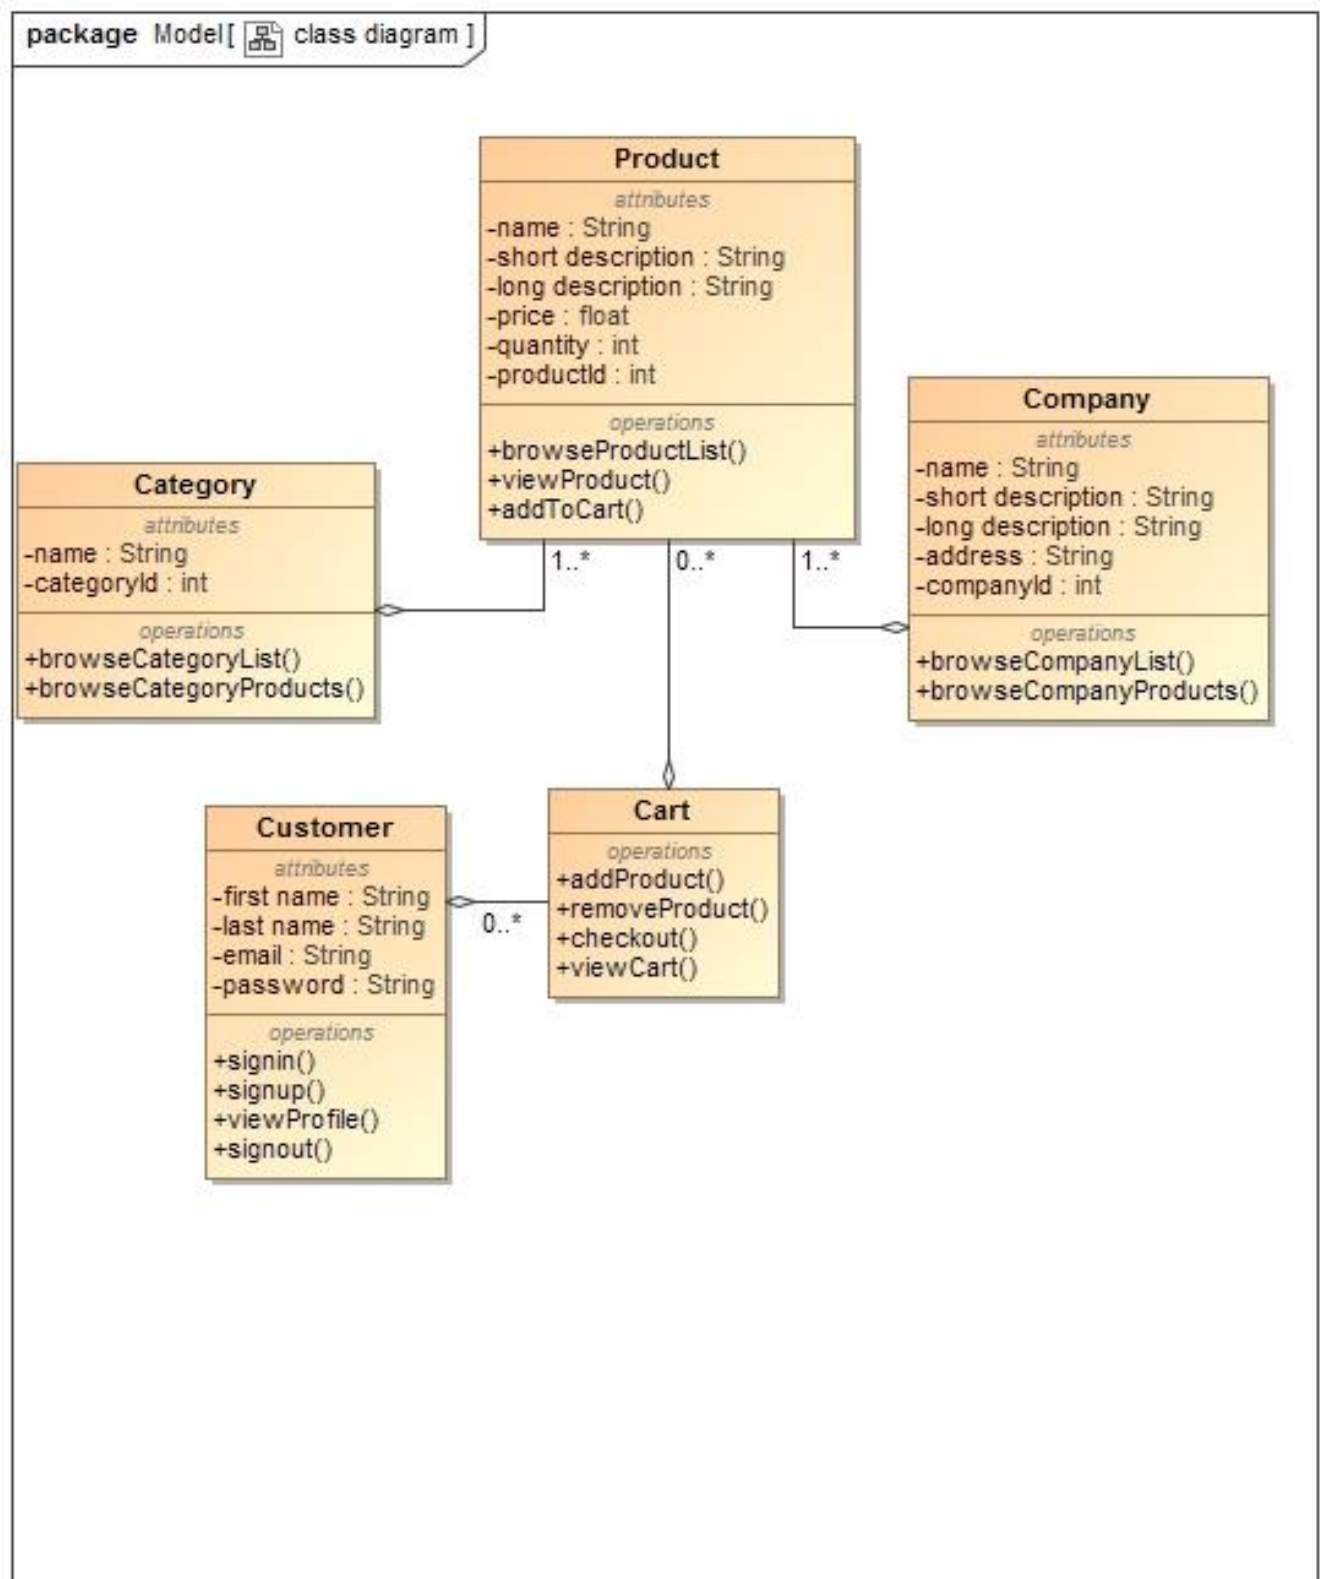 package Model[ class diagram ]
Product
attributes
-name : String
-short description : String
-long description : String
-price : float
-quantity : int
-productId : int
operations
+browseProductList()
+viewProduct()
+addToCart()
Company
attributes
-name : String
-short description : String
-long description : String
-address : String
-companyId : int
operations
+browseCompanyList()
+browseCompanyProducts()
Category
attributes
-name : String
-categoryId : int
operations
+browseCategoryList()
+browseCategoryProducts()
1..*
0..*
1..*
Customer
attributes
-first name : String
-last name : String
-email : String
-password : String
operations
+signin()
+signup()
+viewProfile()
+signout()
0..*
Cart
operations
+addProduct()
+removeProduct()
+checkout()
+viewCart()